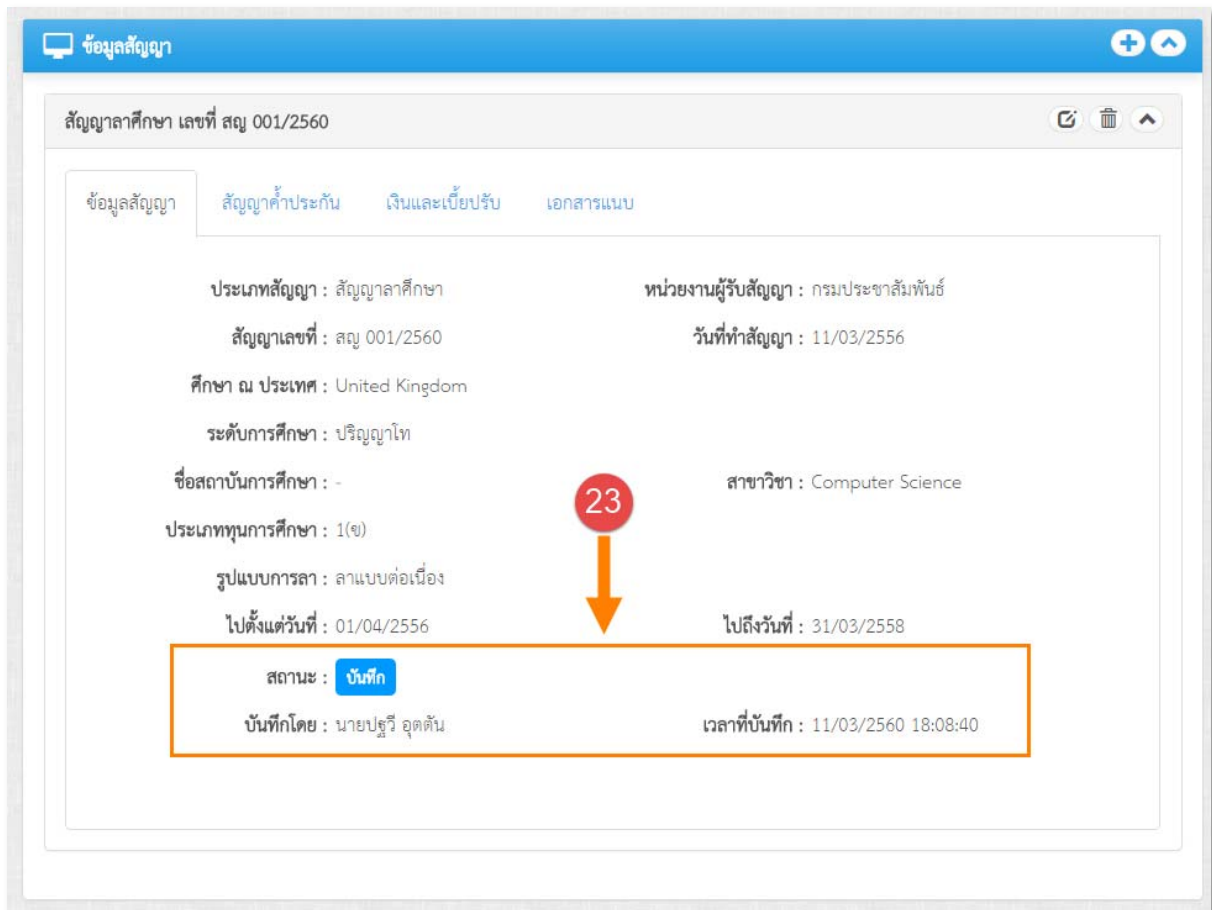 ข้อมูลสัญญา
สัญญาลาศึกษา เลขที่ สญ 001/2560
ข้อมูลสัญญา สัญญาค้ำประกัน เงินและเบี้ยปรับ เอกสารแนบ
ประเภทสัญญา : สัญญาลาศึกษา หน่วยงานผู้รับสัญญา : กรมประชาสัมพันธ์
สัญญาเลขที่ : สญ 001/2560 วันที่ทำสัญญา : 11/03/2556
ศึกษา ณ ประเทศ : United Kingdom
ระดับการศึกษา : ปริญญาโท
ชื่อสถาบันการศึกษา : - สาขาวิชา : Computer Science
23
ประเภททุนการศึกษา : 1(ข)
รูปแบบการลา : ลาแบบต่อเนื่อง
ไปตั้งแต่วันที่ : 01/04/2556 ไปถึงวันที่ : 31/03/2558
สถานะ : บันทึก
บันทึกโดย : นายปฐวี อุตตัน เวลาที่บันทึก : 11/03/2560 18:08:40